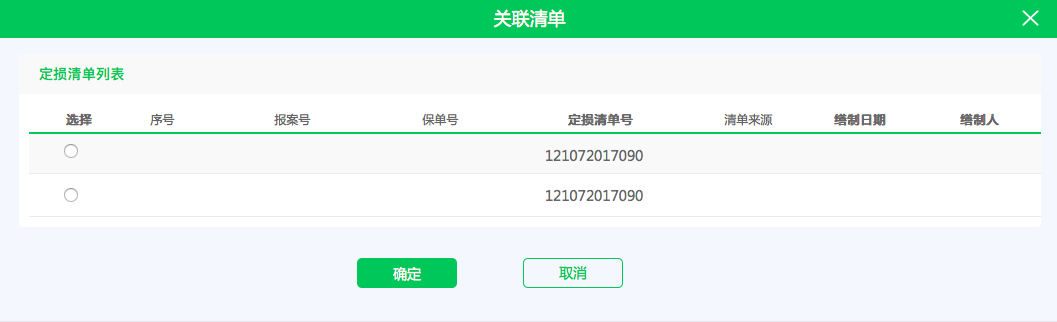 关联清单
定损清单列表
选择 序号 报案号 保单号 定损清单号 清单来源 缮制日期 缮制人
121072017090
121072017090
确定 取消